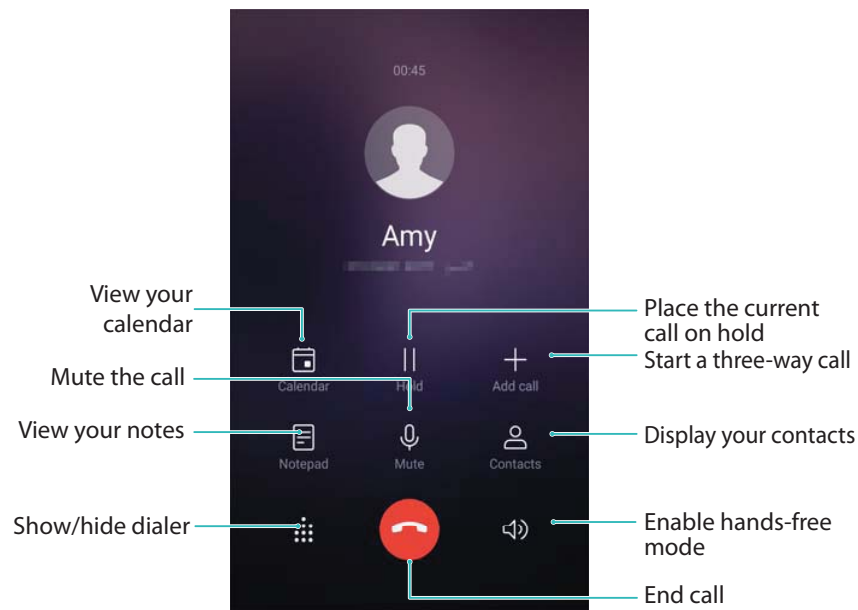 00:45
Amy
View your
calendar
Place the current
call on hold
Start a three-way call
Mute the call
Calendar
Hold
Add call
View your notes
Display your contacts
Notepad
Mute
Contacts
Show/hide dialer
Enable hands-free
mode
End call